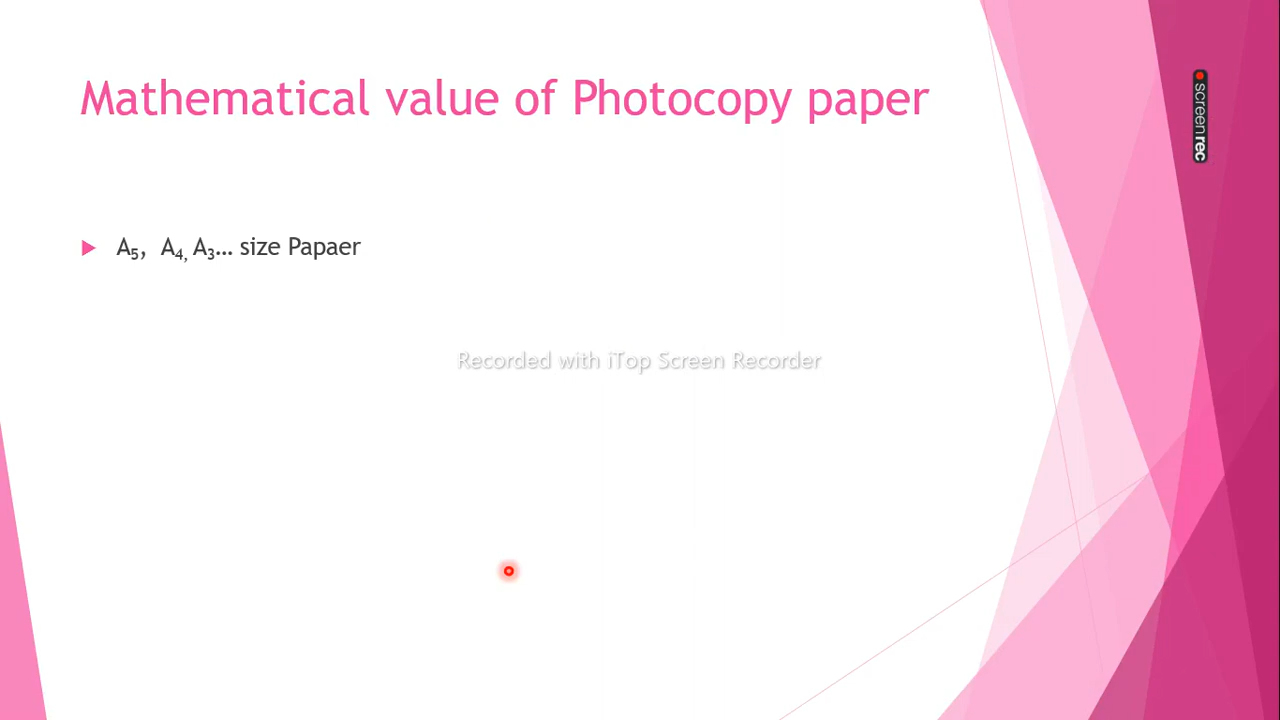 Mathematical value of Photocopy paper
A5, A4, A3... size Papaer
Recorded with iTop Screen Recorder
screenrec